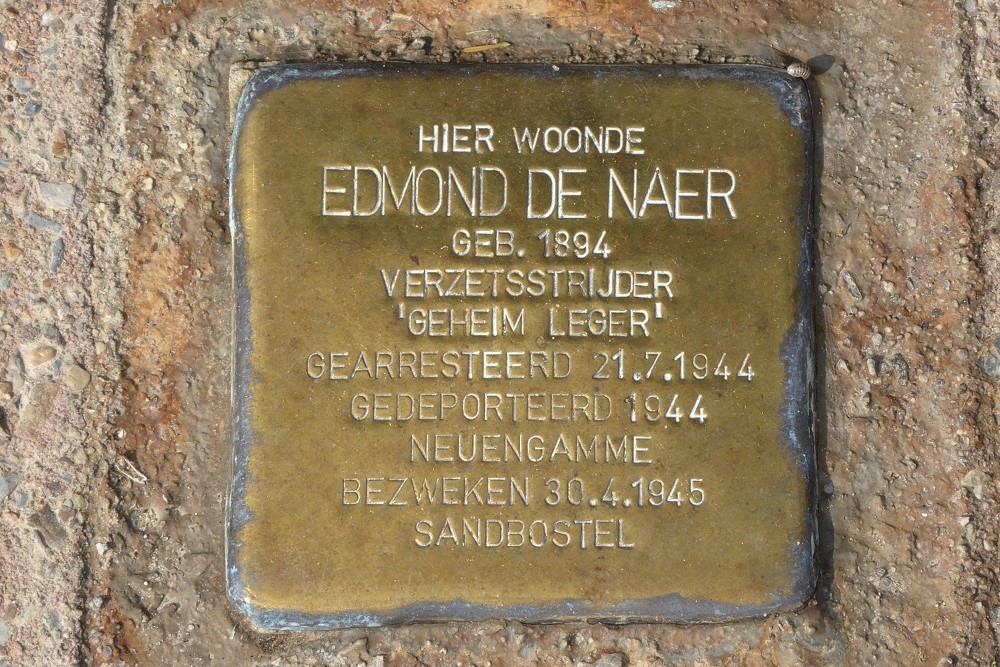 HIER WOONDE
EDMOND DE NAER
GEB. 1894
VERZETSSTRIJDER
'GEHEIM LEGER'
GEARRESTEERD 21.7.1944
GEDEPORTEERD 1944
NEUENGAMME
BEZWEKEN 30.4.1945
SANDBOSTEL